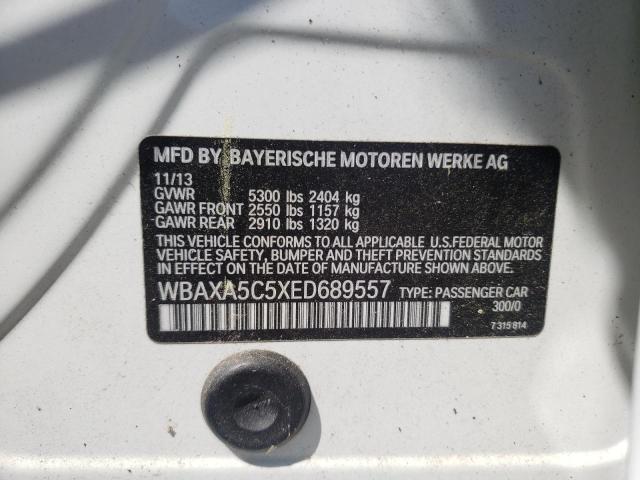 MFD BY BAYERISCHE MOTOREN WERKE AG
11/13
GVWR 5300 lbs 2404 kg
GAWR FRONT 2550 lbs 1157 kg
GAWR REAR 2910 lbs 1320 kg
THIS VEHICLE CONFORMS TO ALL APPLICABLE U.S.FEDERAL MOTOR
VEHICLE SAFETY, BUMPER AND THEFT PREVENTION STANDARDS
IN EFFECT ON THE DATE OF MANUFACTURE SHOWN ABOVE.
WBAXA5C5XED689557 TYPE: PASSENGER CAR
300/0
7 315 814